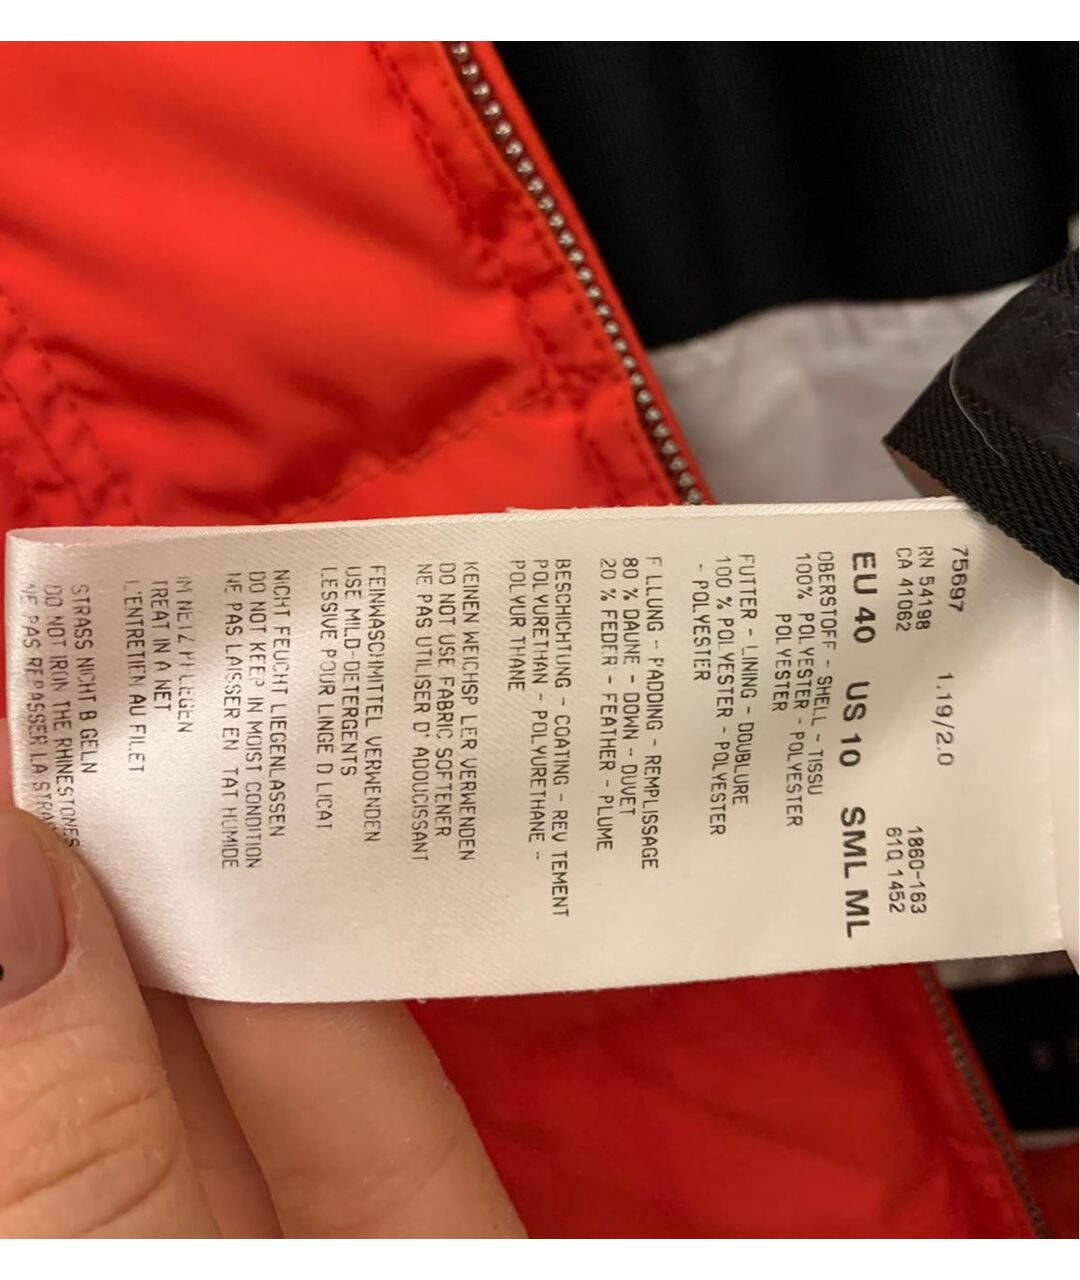 75697 1.19/2.0
RN 54198 1860-163
CA 41062 61Q 1452
EU 40 US 10 SML ML
OBERSTOFF - SHELL - TISSU
100% POLYESTER - POLYESTER
POLYESTER
FUTTER - LINING - DOUBLURE
100 % POLYESTER - POLYESTER
- POLYESTER
F LLUNG - PADDING - REMPLISSAGE
80 % DAUNE - DOWN - DUVET
20 % FEDER - FEATHER - PLUME
BESCHICHTUNG - COATING - REV TEMENT
POLYURETHAN - POLYURETHANE -
POLYUR THANE
KEINEN WEICHSP LER VERWENDEN
DO NOT USE FABRIC SOFTENER
NE PAS UTILISER D' ADOUCISSANT
FEINWASCHMITTEL VERWENDEN
USE MILD-DETERGENTS
LESSIVE POUR LINGE D LICAT
NICHT FEUCHT LIEGENLASSEN
DO NOT KEEP IN MOIST CONDITION
NE PAS LAISSER EN TAT HUMIDE
IM NETZ PFLEGEN
TREAT IN A NET
L'ENTRETIEN AU FILET
STRASS NICHT B GELN
DO NOT IRON THE RHINESTONES
NE PAS REPASSER LA